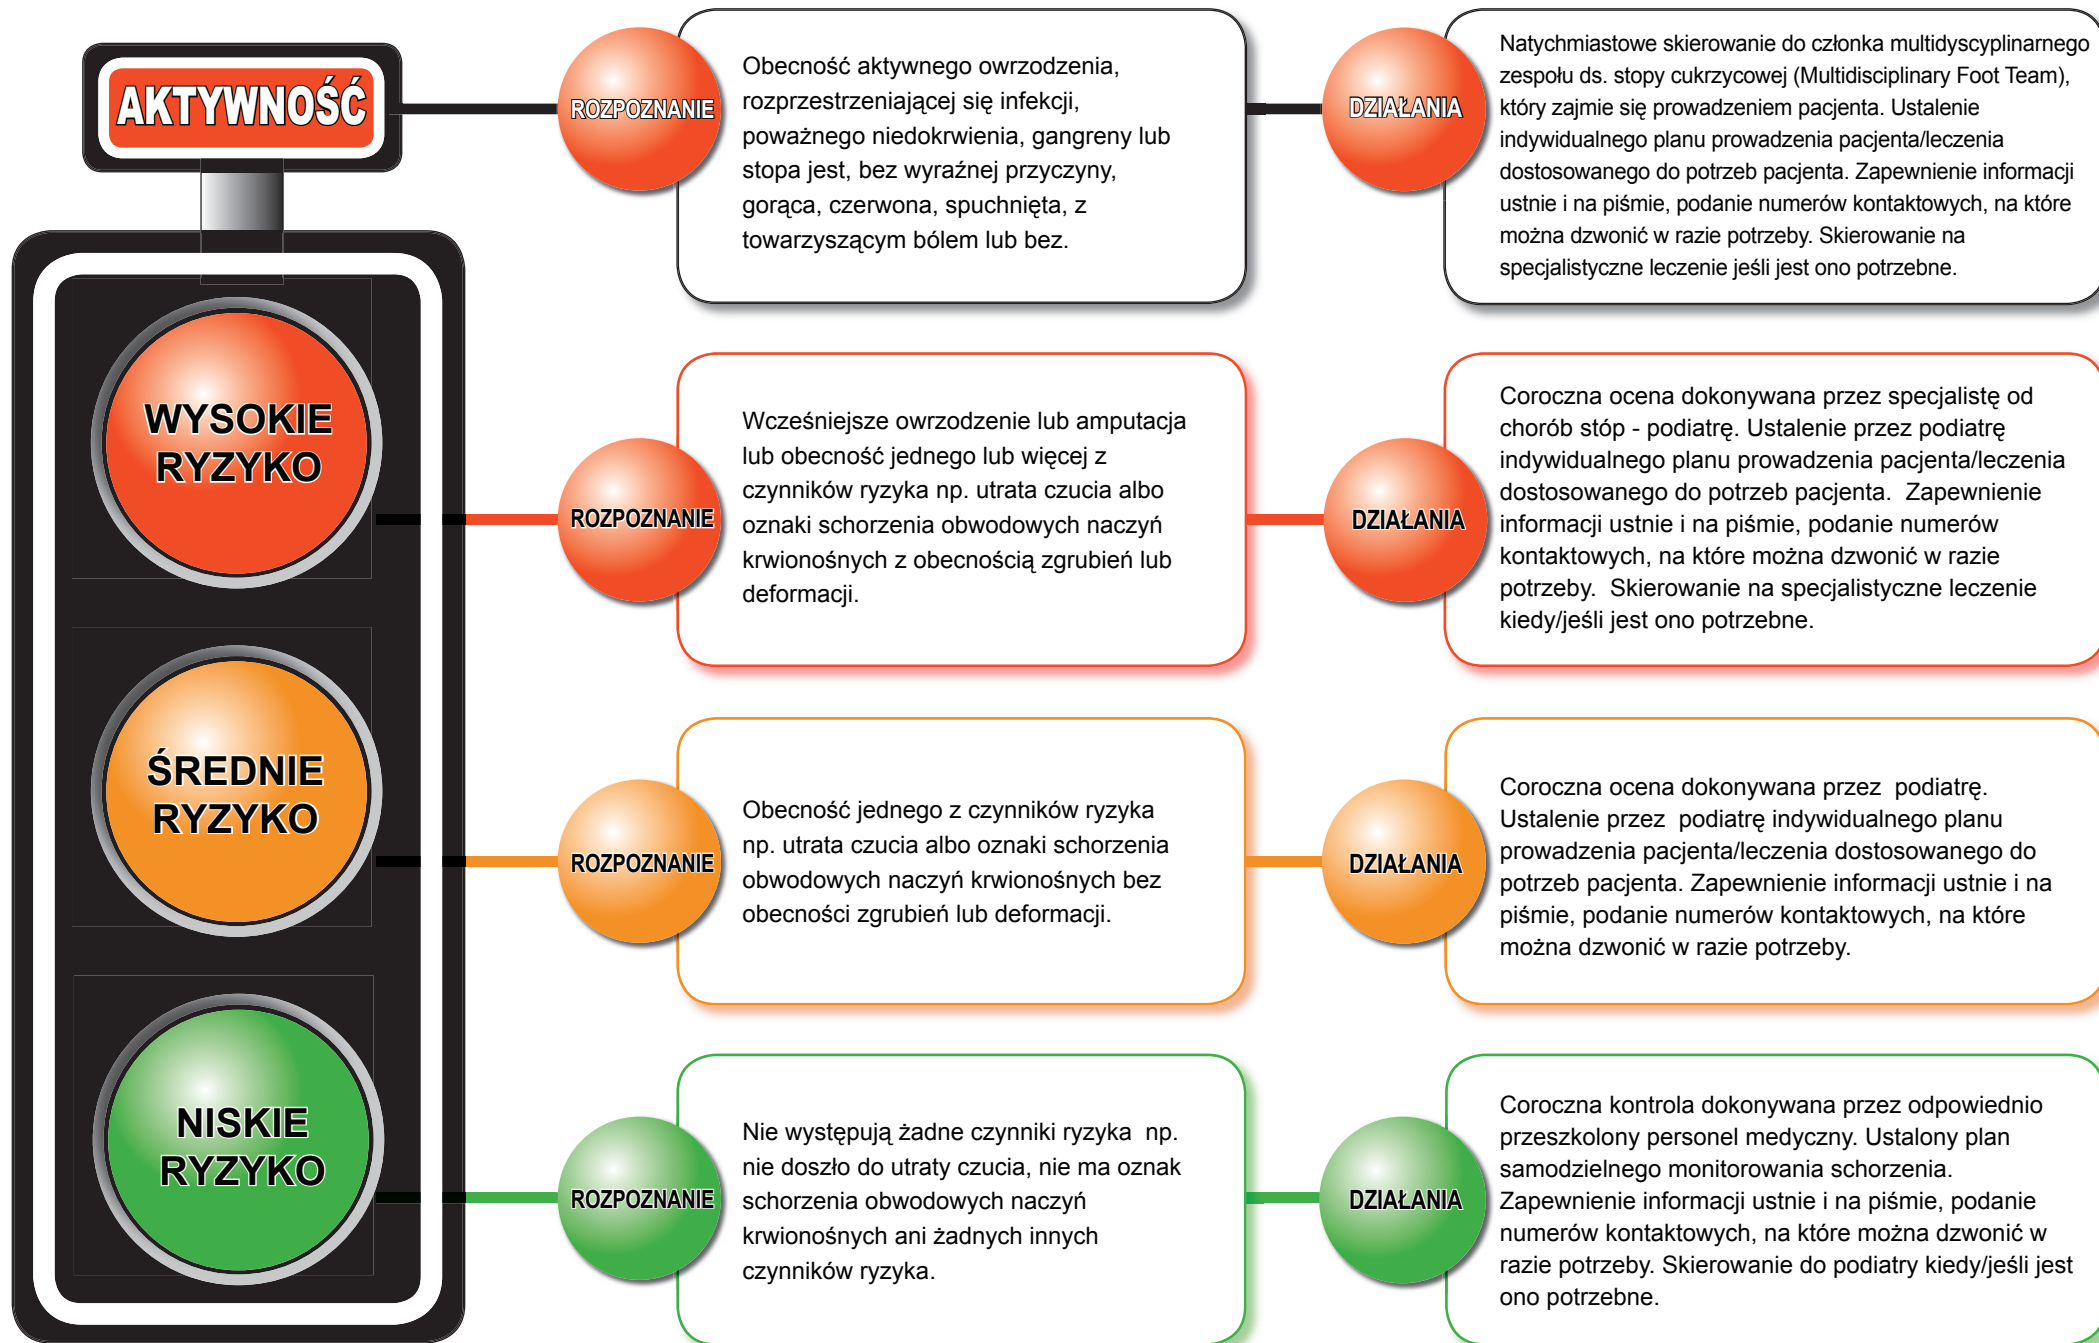 AKTYWNOŚĆ
ROZPOZNANIE
Obecność aktywnego owrzodzenia,
rozprzestrzeniającej się infekcji,
poważnego niedokrwienia, gangreny lub
stopa jest, bez wyraźnej przyczyny,
gorąca, czerwona, spuchnięta, z
towarzyszącym bólem lub bez.
DZIAŁANIA
Natychmiastowe skierowanie do członka multidyscyplinarnego
zespołu ds. stopy cukrzycowej (Multidisciplinary Foot Team),
który zajmie się prowadzeniem pacjenta. Ustalenie
indywidualnego planu prowadzenia pacjenta/leczenia
dostosowanego do potrzeb pacjenta. Zapewnienie informacji
ustnie i na piśmie, podanie numerów kontaktowych, na które
można dzwonić w razie potrzeby. Skierowanie na
specjalistyczne leczenie jeśli jest ono potrzebne.
WYSOKIE
RYZYKO
ROZPOZNANIE
Wcześniejsze owrzodzenie lub amputacja
lub obecność jednego lub więcej z
czynników ryzyka np. utrata czucia albo
oznaki schorzenia obwodowych naczyń
krwionośnych z obecnością zgrubień lub
deformacji.
DZIAŁANIA
Coroczna ocena dokonywana przez specjalistę od
chorób stóp - podiatrę. Ustalenie przez podiatrę
indywidualnego planu prowadzenia pacjenta/leczenia
dostosowanego do potrzeb pacjenta.  Zapewnienie
informacji ustnie i na piśmie, podanie numerów
kontaktowych, na które można dzwonić w razie
potrzeby.  Skierowanie na specjalistyczne leczenie
kiedy/jeśli jest ono potrzebne.
ŚREDNIE
RYZYKO
ROZPOZNANIE
Obecność jednego z czynników ryzyka
np. utrata czucia albo oznaki schorzenia
obwodowych naczyń krwionośnych bez
obecności zgrubień lub deformacji.
DZIAŁANIA
Coroczna ocena dokonywana przez  podiatrę.
Ustalenie przez  podiatrę indywidualnego planu
prowadzenia pacjenta/leczenia dostosowanego do
potrzeb pacjenta. Zapewnienie informacji ustnie i na
piśmie, podanie numerów kontaktowych, na które
można dzwonić w razie potrzeby.
NISKIE
RYZYKO
ROZPOZNANIE
Nie występują żadne czynniki ryzyka  np.
nie doszło do utraty czucia, nie ma oznak
schorzenia obwodowych naczyń
krwionośnych ani żadnych innych
czynników ryzyka.
DZIAŁANIA
Coroczna kontrola dokonywana przez odpowiednio
przeszkolony personel medyczny. Ustalony plan
samodzielnego monitorowania schorzenia.
Zapewnienie informacji ustnie i na piśmie, podanie
numerów kontaktowych, na które można dzwonić w
razie potrzeby. Skierowanie do podiatry kiedy/jeśli jest
ono potrzebne.